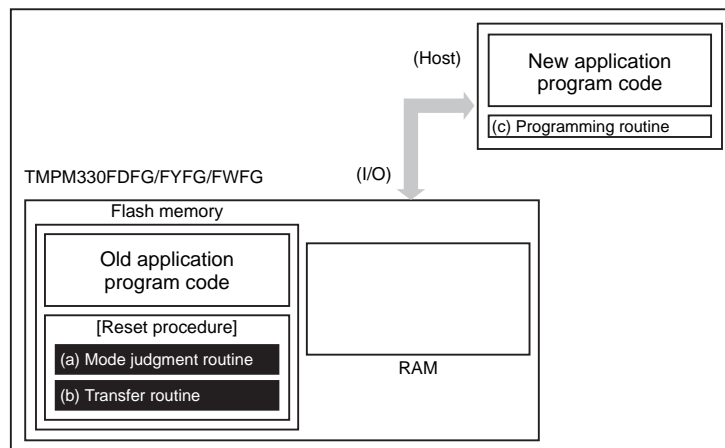 (Host)
New application
program code
(c) Programming routine
TMPM330FDFG/FYFG/FWFG
(I/O)
Flash memory
Old application
program code
[Reset procedure]
(a) Mode judgment routine
(b) Transfer routine
RAM